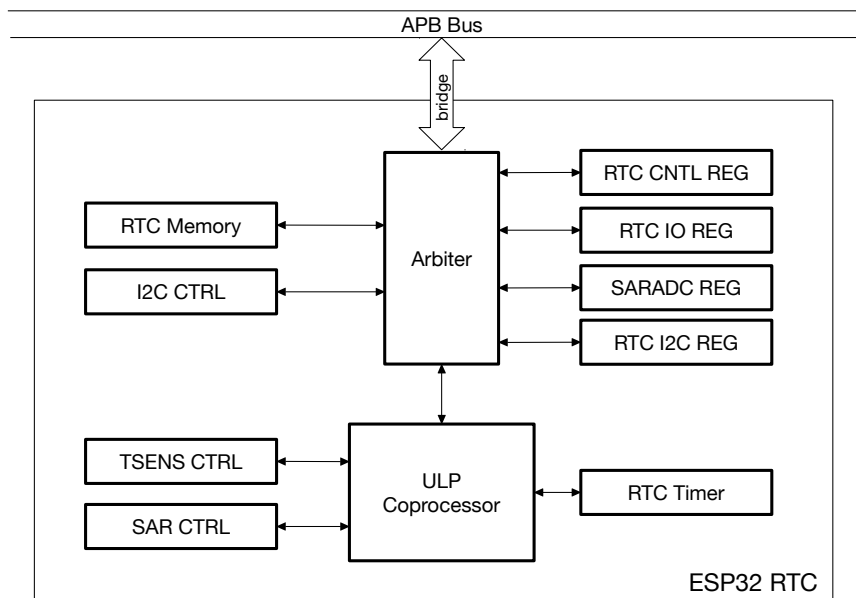 APB Bus
bridge
RTC CNTL REG
RTC Memory
RTC IO REG
Arbiter
I2C CTRL
SARADC REG
RTC I2C REG
TSENS CTRL
ULP
Coprocessor
RTC Timer
SAR CTRL
ESP32 RTC